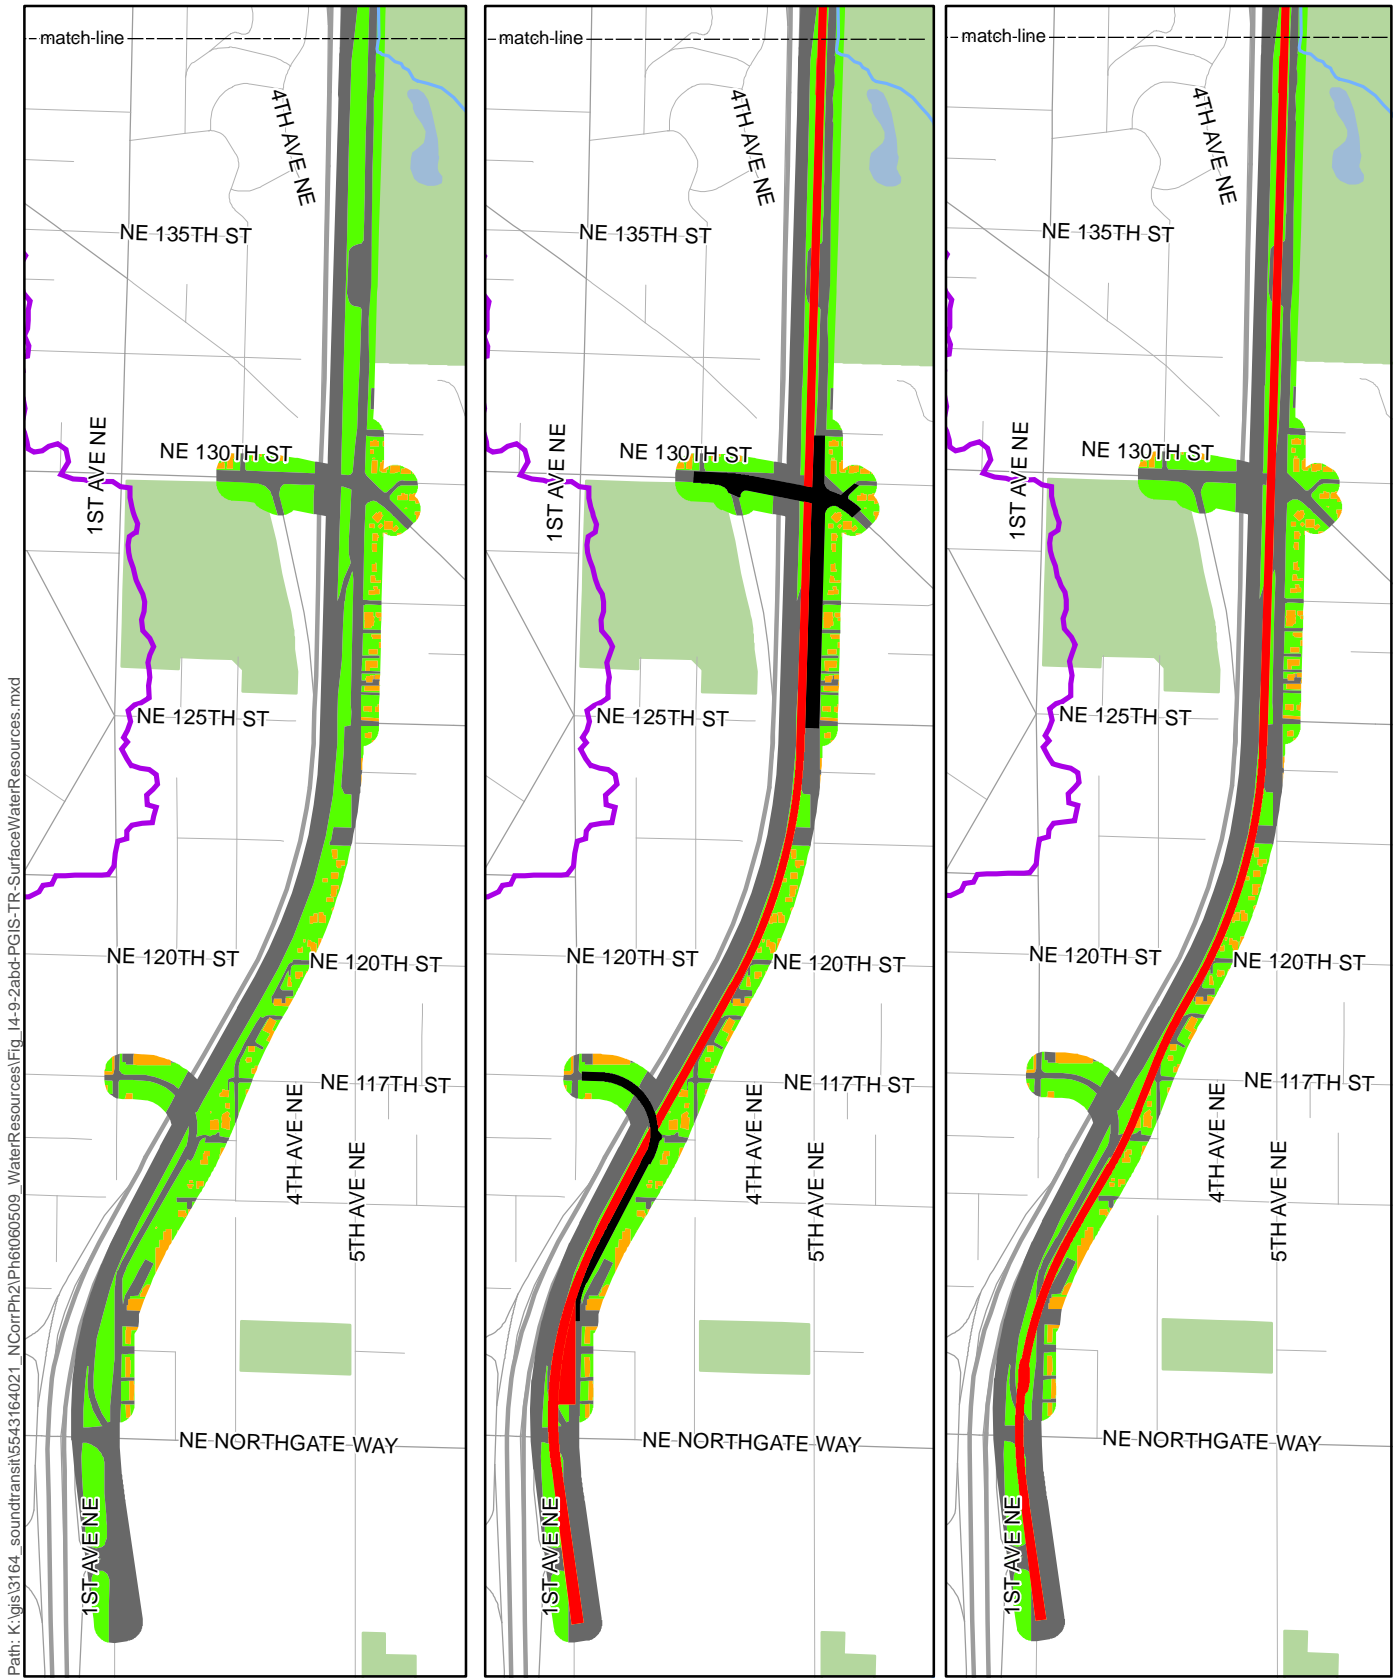 match-line
4TH AVE NE
NE 135TH ST
1ST AVE NE
NE 130TH ST
NE 125TH ST
NE 120TH ST
NE 120TH ST
NE 117TH ST
4TH AVE NE
5TH AVE NE
NE NORTHGATE WAY
1ST AVE NE
match-line
4TH AVE NE
NE 135TH ST
1ST AVE NE
NE 130TH ST
NE 125TH ST
NE 120TH ST
NE 120TH ST
NE 117TH ST
4TH AVE NE
5TH AVE NE
NE NORTHGATE WAY
1ST AVE NE
match-line
4TH AVE NE
NE 135TH ST
1ST AVE NE
NE 130TH ST
NE 125TH ST
NE 120TH ST
NE 120TH ST
NE 117TH ST
4TH AVE NE
5TH AVE NE
NE NORTHGATE WAY
1ST AVE NE
Path: K:\gis\3164_soundtransit\5543164021_NCorrPh2\Ph6t060509_WaterResources\Fig_I4-9-2abd-PGIS-TR-SurfaceWaterResources.mxd